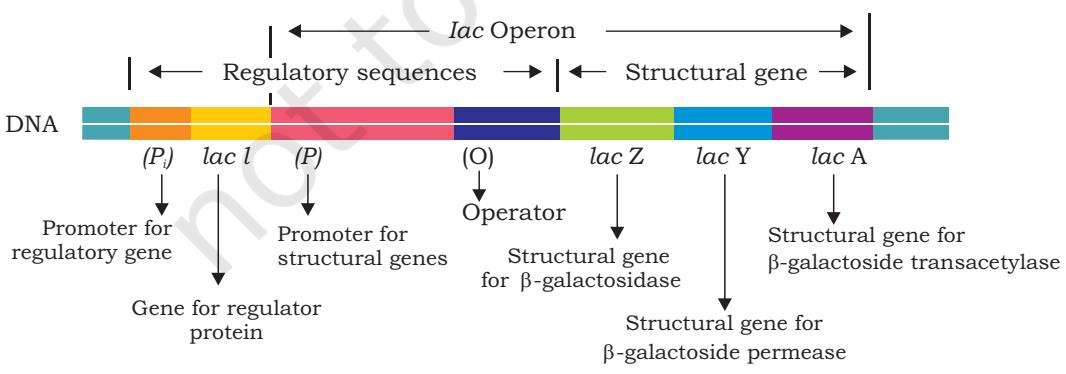 lac Operon
Regulatory sequences
Structural gene
DNA
(Pi) lac l (P) (O) lac Z lac Y lac A
Operator
Promoter for
regulatory gene
Promoter for
structural genes
Structural gene
for β-galactosidase
Structural gene for
β-galactoside transacetylase
Gene for regulator
protein
Structural gene for
β-galactoside permease
not to